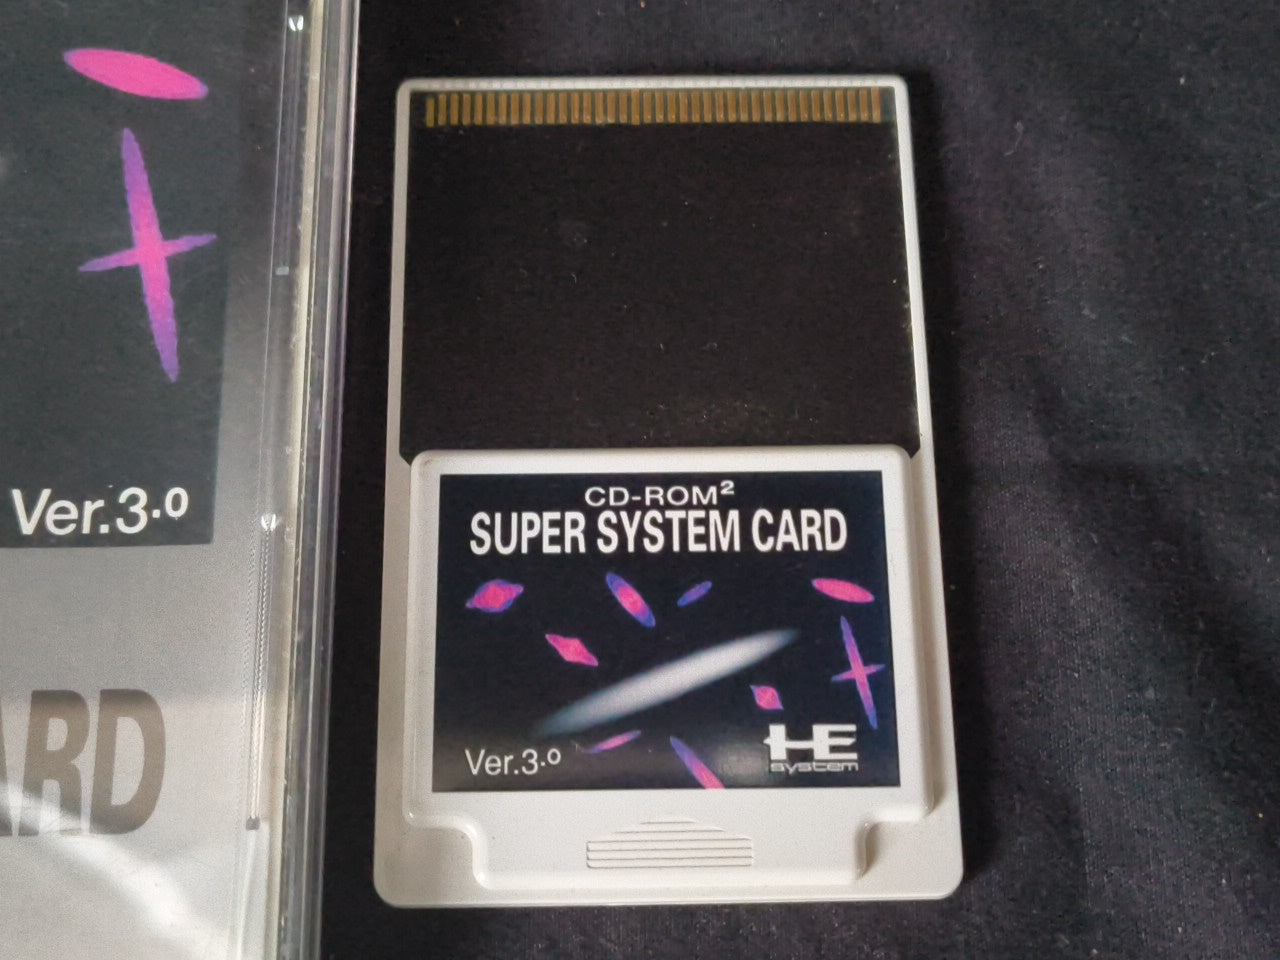 Ver.3.0
ARD
CD-ROM²
SUPER SYSTEM CARD
Ver.3.0
HE
system